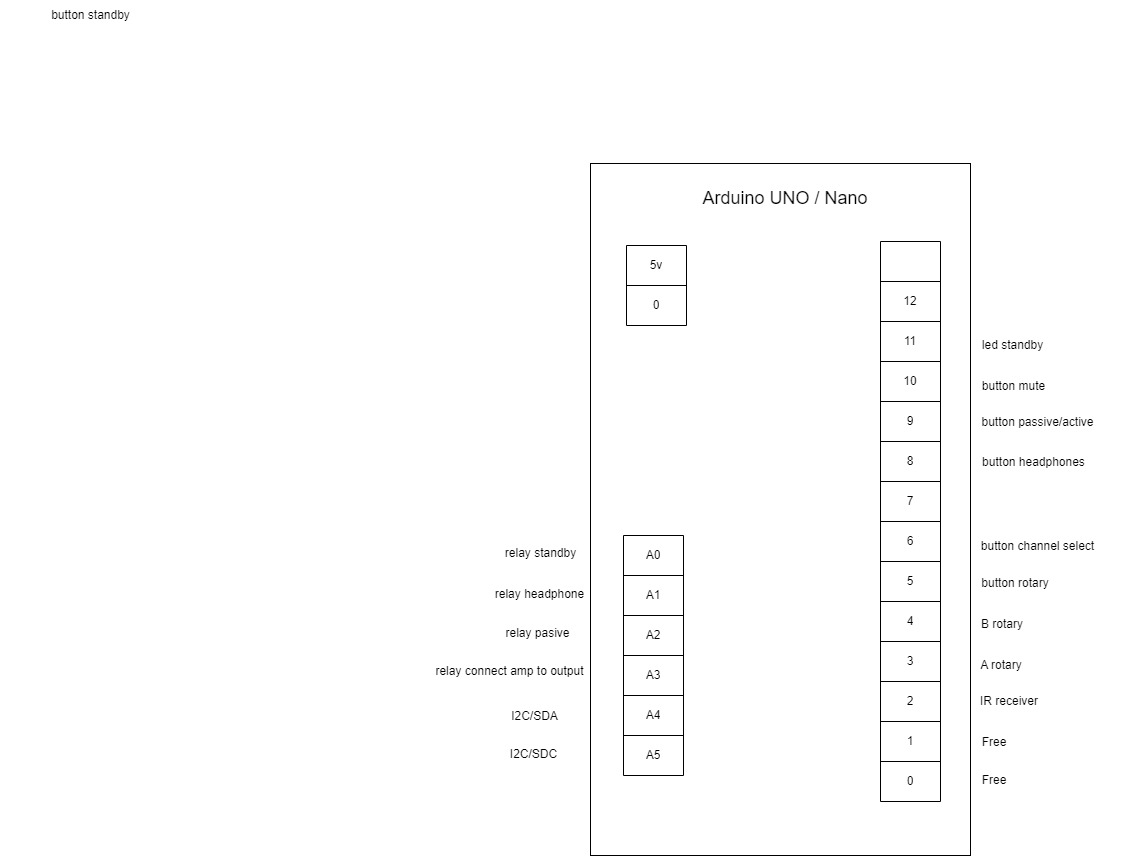 button standby
Arduino UNO / Nano
5v
0
12
11
led standby
10
button mute
9
button passive/active
8
button headphones
7
6
button channel select
5
button rotary
4
B rotary
3
A rotary
2
IR receiver
1
Free
0
Free
relay standby
A0
relay headphone
A1
relay pasive
A2
relay connect amp to output
A3
I2C/SDA
A4
I2C/SDC
A5